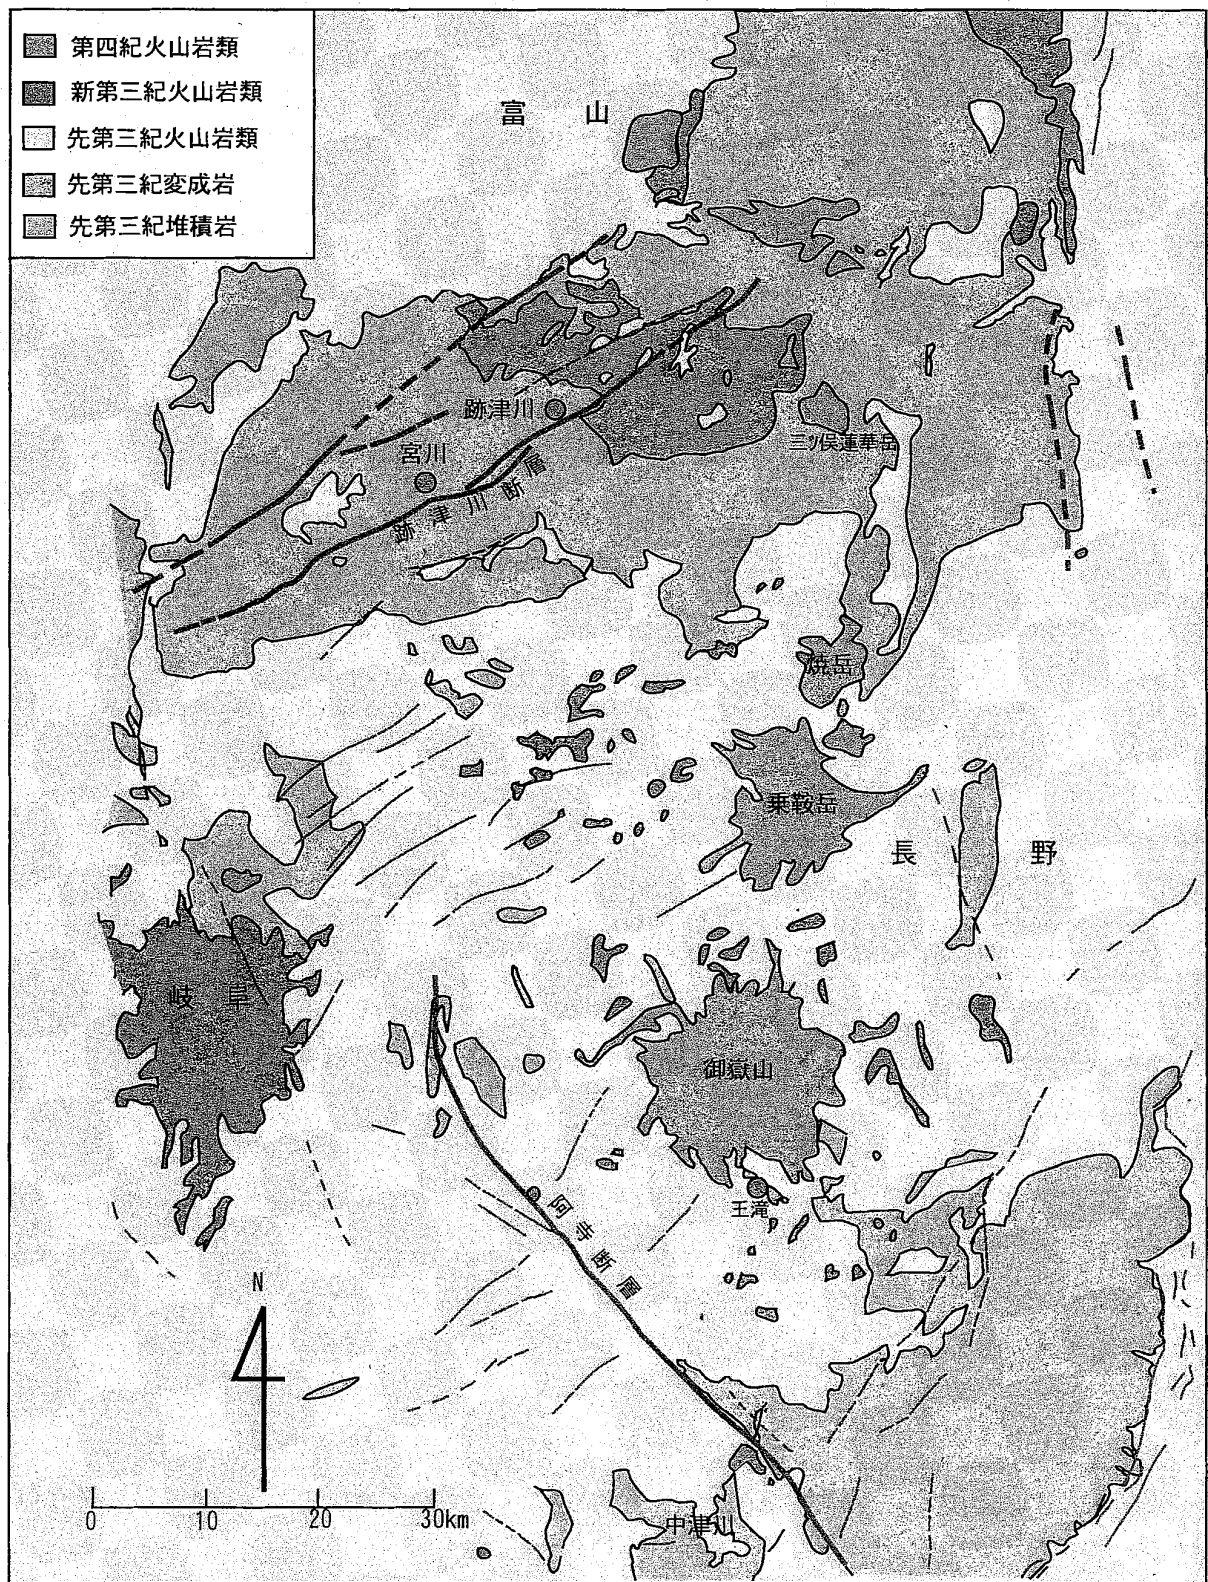 第四紀火山岩類
新第三紀火山岩類
先第三紀火山岩類
先第三紀変成岩
先第三紀堆積岩
富山
跡津川
三ツ俣蓮華岳
宮川
跡津川断層
焼岳
乗鞍岳
長野
岐阜
御嶽山
王滝
阿寺断層
N
中津川
0 10 20 30km